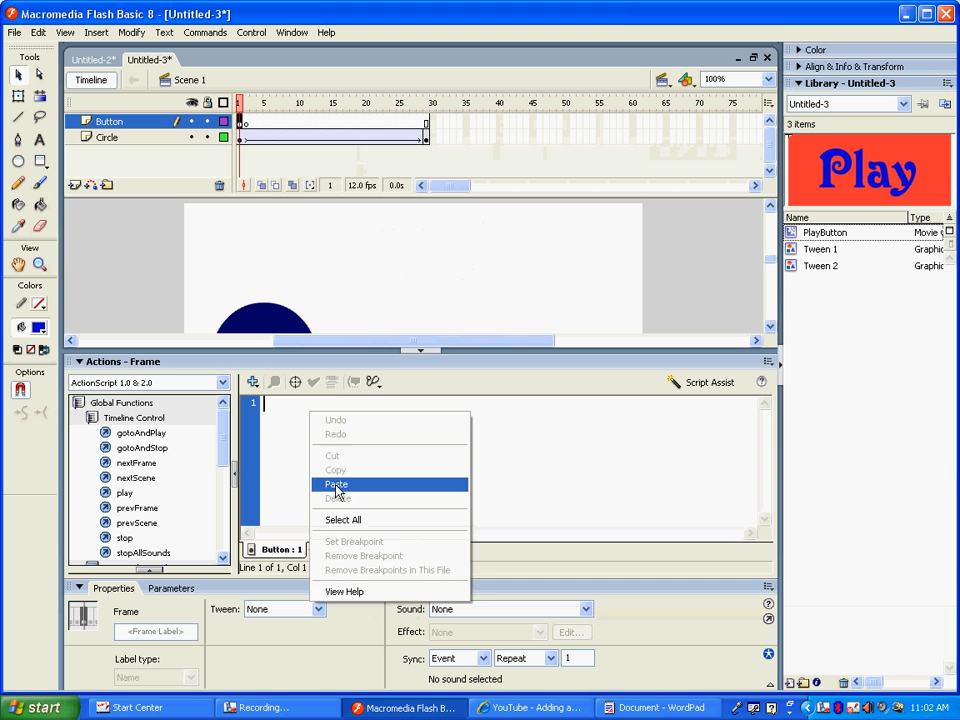 Macromedia Flash Basic 8 - [Untitled-3*]
File Edit View Insert Modify Text Commands Control Window Help
Tools
View
Colors
Options
Untitled-2* Untitled-3*
Timeline Scene 1 100%
1 5 10 15 20 25 30 35 40 45 50 55 60 65 70 75
Button
Circle
1 12.0 fps 0.0s
Actions - Frame
ActionScript 1.0 & 2.0
Script Assist
Global Functions
Timeline Control
gotoAndPlay
gotoAndStop
nextFrame
nextScene
play
prevFrame
prevScene
stop
stopAllSounds
1
Undo
Redo
Cut
Copy
Paste
Select All
Set Breakpoint
Remove Breakpoint
Remove Breakpoints in This File
View Help
Button : 1
Line 1 of 1, Col 1
Properties Parameters
Frame
<Frame Label>
Label type:
Name
Tween: None
Sound: None
Effect: None Edit...
Sync: Event Repeat 1
No sound selected
Color
Align & Info & Transform
Library - Untitled-3
Untitled-3
3 items
Play
Name Type
PlayButton Movie
Tween 1 Graphic
Tween 2 Graphic
start Start Center Recording... Macromedia Flash B... YouTube - Adding a... Document - WordPad 11:02 AM